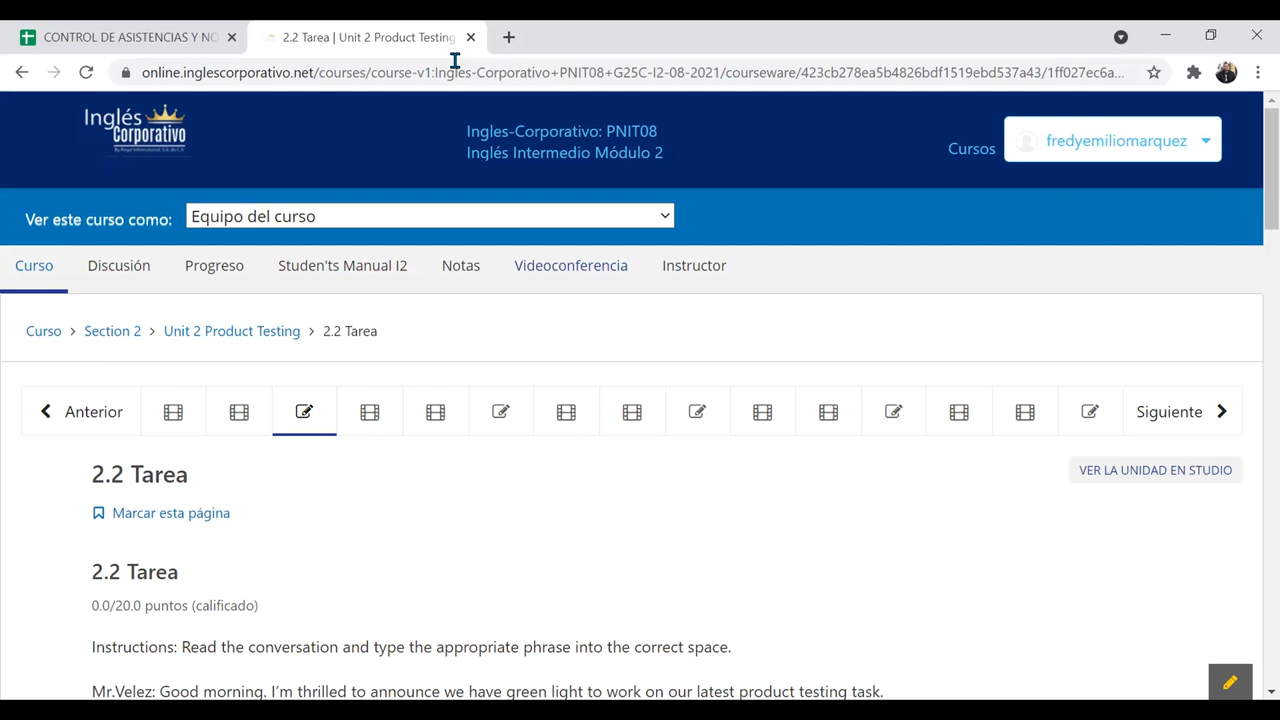 CONTROL DE ASISTENCIAS Y NO
2.2 Tarea | Unit 2 Product Testing
online.inglescorporativo.net/courses/course-v1:Ingles-Corporativo+PNIT08+G25C-I2-08-2021/courseware/423cb278ea5b4826bdf1519ebd537a43/1ff027ec6a...
Inglés
Corporativo
Ingles-Corporativo: PNIT08
Inglés Intermedio Módulo 2
Cursos
fredyemiliomarquez
Ver este curso como:
Equipo del curso
Curso
Discusión
Progreso
Studen'ts Manual I2
Notas
Videoconferencia
Instructor
Curso > Section 2 > Unit 2 Product Testing > 2.2 Tarea
Anterior
Siguiente
2.2 Tarea
VER LA UNIDAD EN STUDIO
Marcar esta página
2.2 Tarea
0.0/20.0 puntos (calificado)
Instructions: Read the conversation and type the appropriate phrase into the correct space.
Mr.Velez: Good morning. I'm thrilled to announce we have green light to work on our latest product testing task.